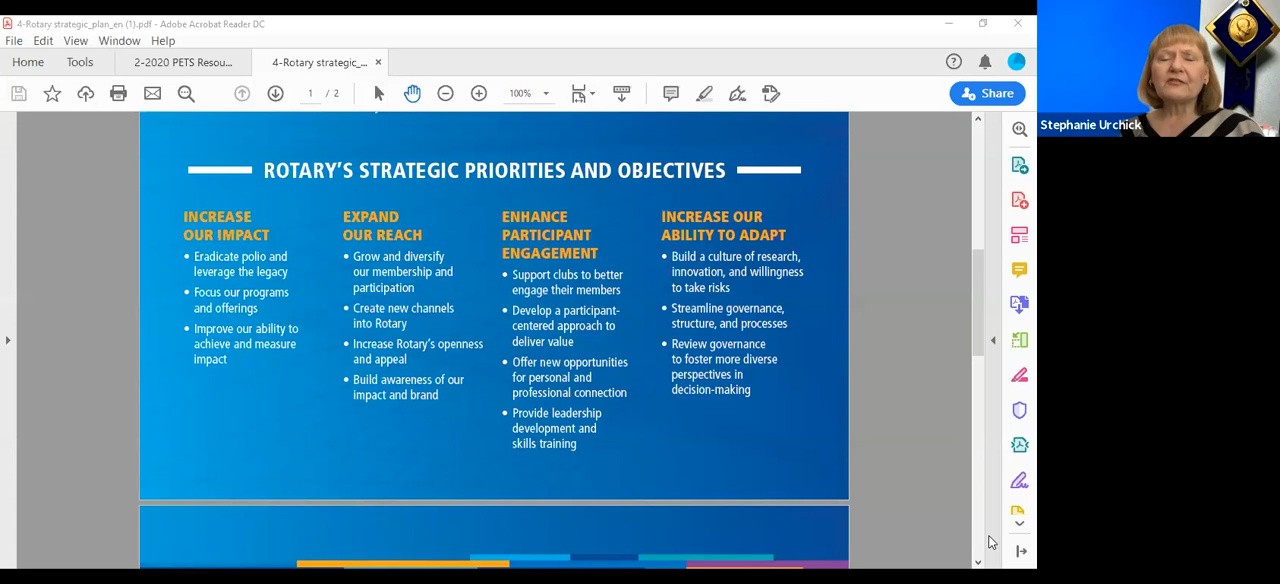 4-Rotary strategic_plan_en (1).pdf - Adobe Acrobat Reader DC
File Edit View Window Help
Home Tools 2-2020 PETS Resou... 4-Rotary strategic_... ×
1 / 2 100% Share
Stephanie Urchick
ROTARY'S STRATEGIC PRIORITIES AND OBJECTIVES
INCREASE
OUR IMPACT
• Eradicate polio and
leverage the legacy
• Focus our programs
and offerings
• Improve our ability to
achieve and measure
impact
EXPAND
OUR REACH
• Grow and diversify
our membership and
participation
• Create new channels
into Rotary
• Increase Rotary's openness
and appeal
• Build awareness of our
impact and brand
ENHANCE
PARTICIPANT
ENGAGEMENT
• Support clubs to better
engage their members
• Develop a participant-
centered approach to
deliver value
• Offer new opportunities
for personal and
professional connection
• Provide leadership
development and
skills training
INCREASE OUR
ABILITY TO ADAPT
• Build a culture of research,
innovation, and willingness
to take risks
• Streamline governance,
structure, and processes
• Review governance
to foster more diverse
perspectives in
decision-making